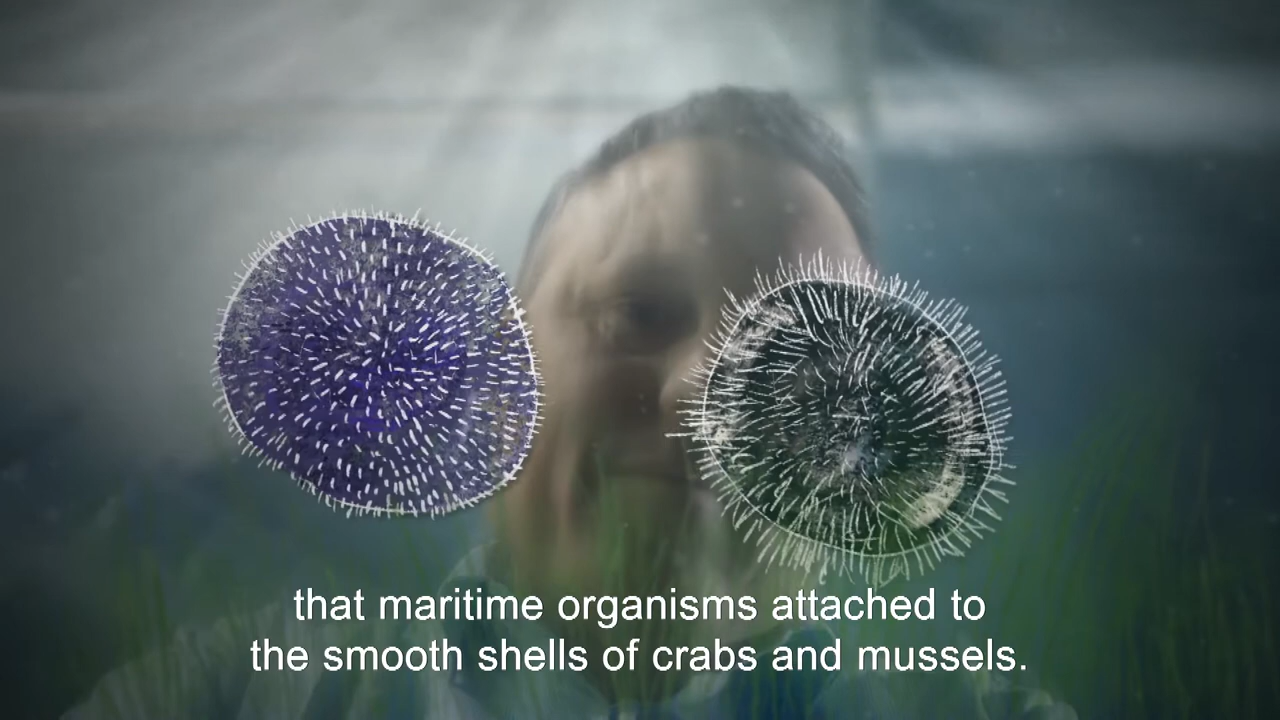 that maritime organisms attached to
the smooth shells of crabs and mussels.